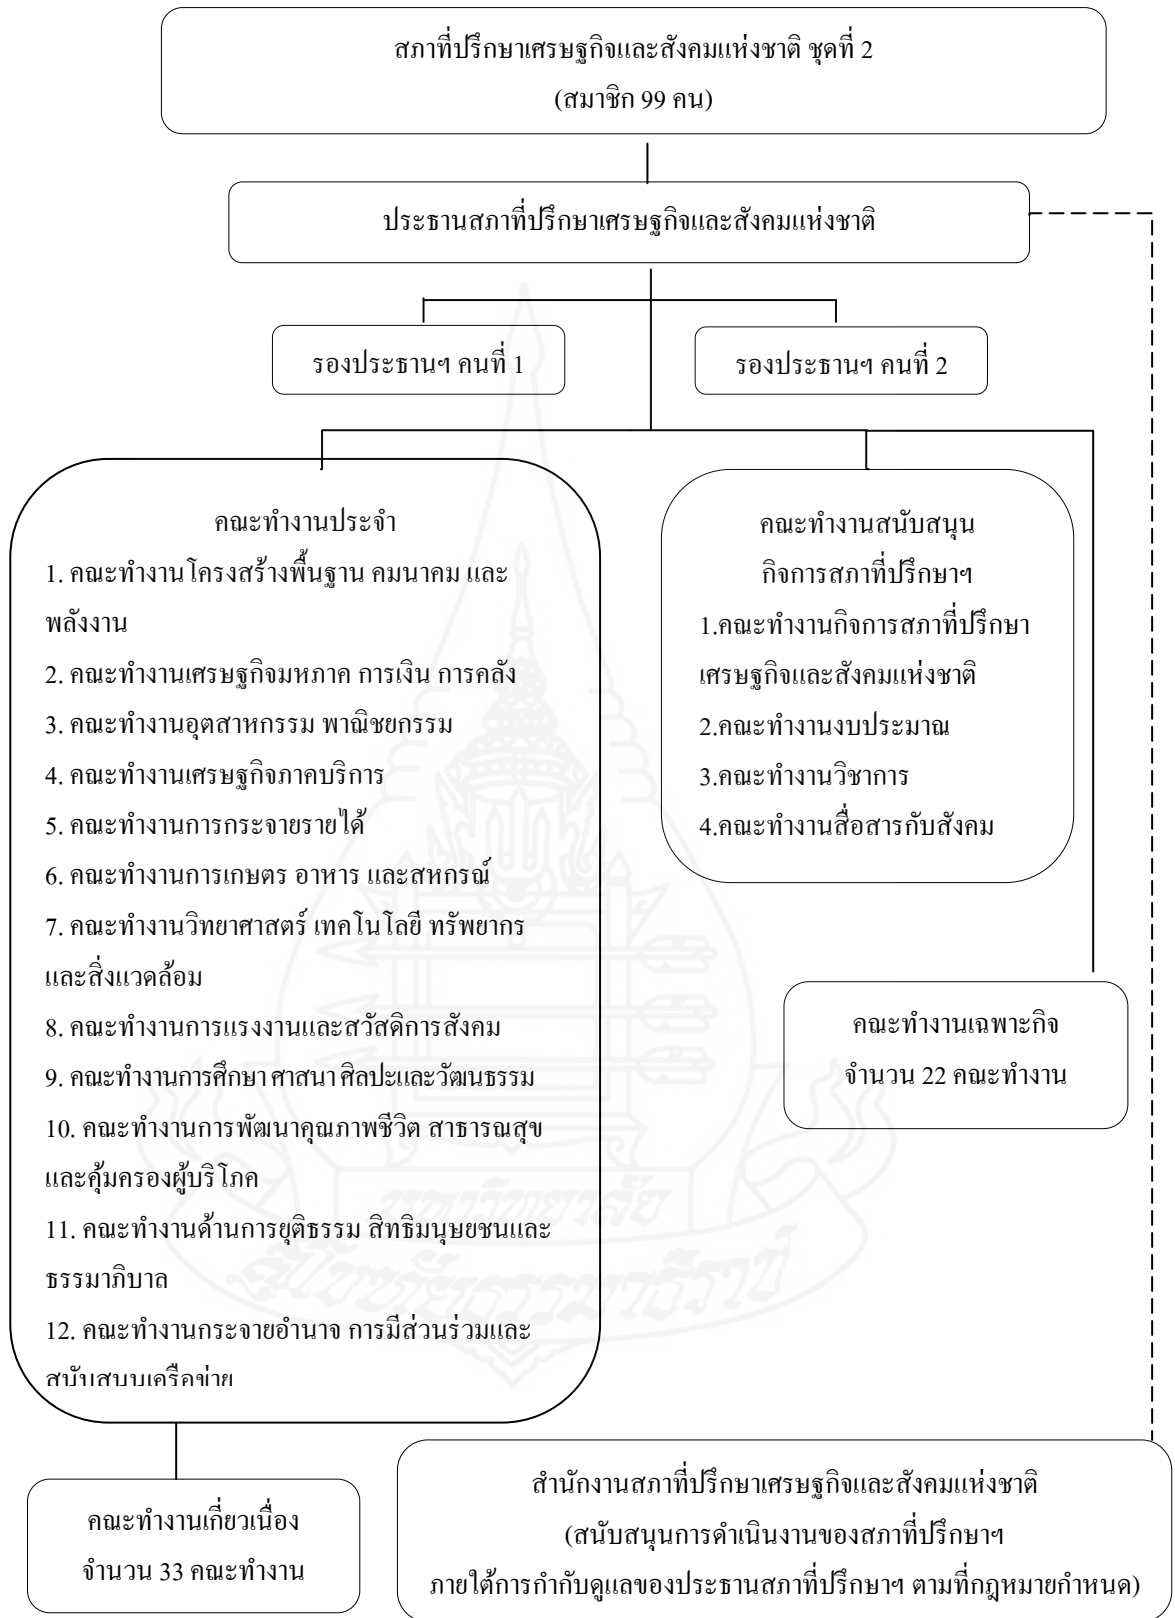 สภาที่ปรึกษาเศรษฐกิจและสังคมแห่งชาติ ชุดที่ 2
(สมาชิก 99 คน)
ประธานสภาที่ปรึกษาเศรษฐกิจและสังคมแห่งชาติ
รองประธานฯ คนที่ 1
รองประธานฯ คนที่ 2
คณะทำงานประจำ
1. คณะทำงานโครงสร้างพื้นฐาน คมนาคม และ
พลังงาน
2. คณะทำงานเศรษฐกิจมหภาค การเงิน การคลัง
3. คณะทำงานอุตสาหกรรม พาณิชยกรรม
4. คณะทำงานเศรษฐกิจภาคบริการ
5. คณะทำงานการกระจายรายได้
6. คณะทำงานการเกษตร อาหาร และสหกรณ์
7. คณะทำงานวิทยาศาสตร์ เทคโนโลยี ทรัพยากร
และสิ่งแวดล้อม
8. คณะทำงานการแรงงานและสวัสดิการสังคม
9. คณะทำงานการศึกษา ศาสนา ศิลปะและวัฒนธรรม
10. คณะทำงานการพัฒนาคุณภาพชีวิต สาธารณสุข
และคุ้มครองผู้บริโภค
11. คณะทำงานด้านการยุติธรรม สิทธิมนุษยชนและ
ธรรมาภิบาล
12. คณะทำงานกระจายอำนาจ การมีส่วนร่วมและ
สนับสนุนเครือข่าย
คณะทำงานสนับสนุน
กิจการสภาที่ปรึกษาฯ
1.คณะทำงานกิจการสภาที่ปรึกษา
เศรษฐกิจและสังคมแห่งชาติ
2.คณะทำงานงบประมาณ
3.คณะทำงานวิชาการ
4.คณะทำงานสื่อสารกับสังคม
คณะทำงานเฉพาะกิจ
จำนวน 22 คณะทำงาน
มหาวิทยาลัย
สุโขทัยธรรมาธิราช
คณะทำงานเกี่ยวเนื่อง
จำนวน 33 คณะทำงาน
สำนักงานสภาที่ปรึกษาเศรษฐกิจและสังคมแห่งชาติ
(สนับสนุนการดำเนินงานของสภาที่ปรึกษาฯ
ภายใต้การกำกับดูแลของประธานสภาที่ปรึกษาฯ ตามที่กฎหมายกำหนด)